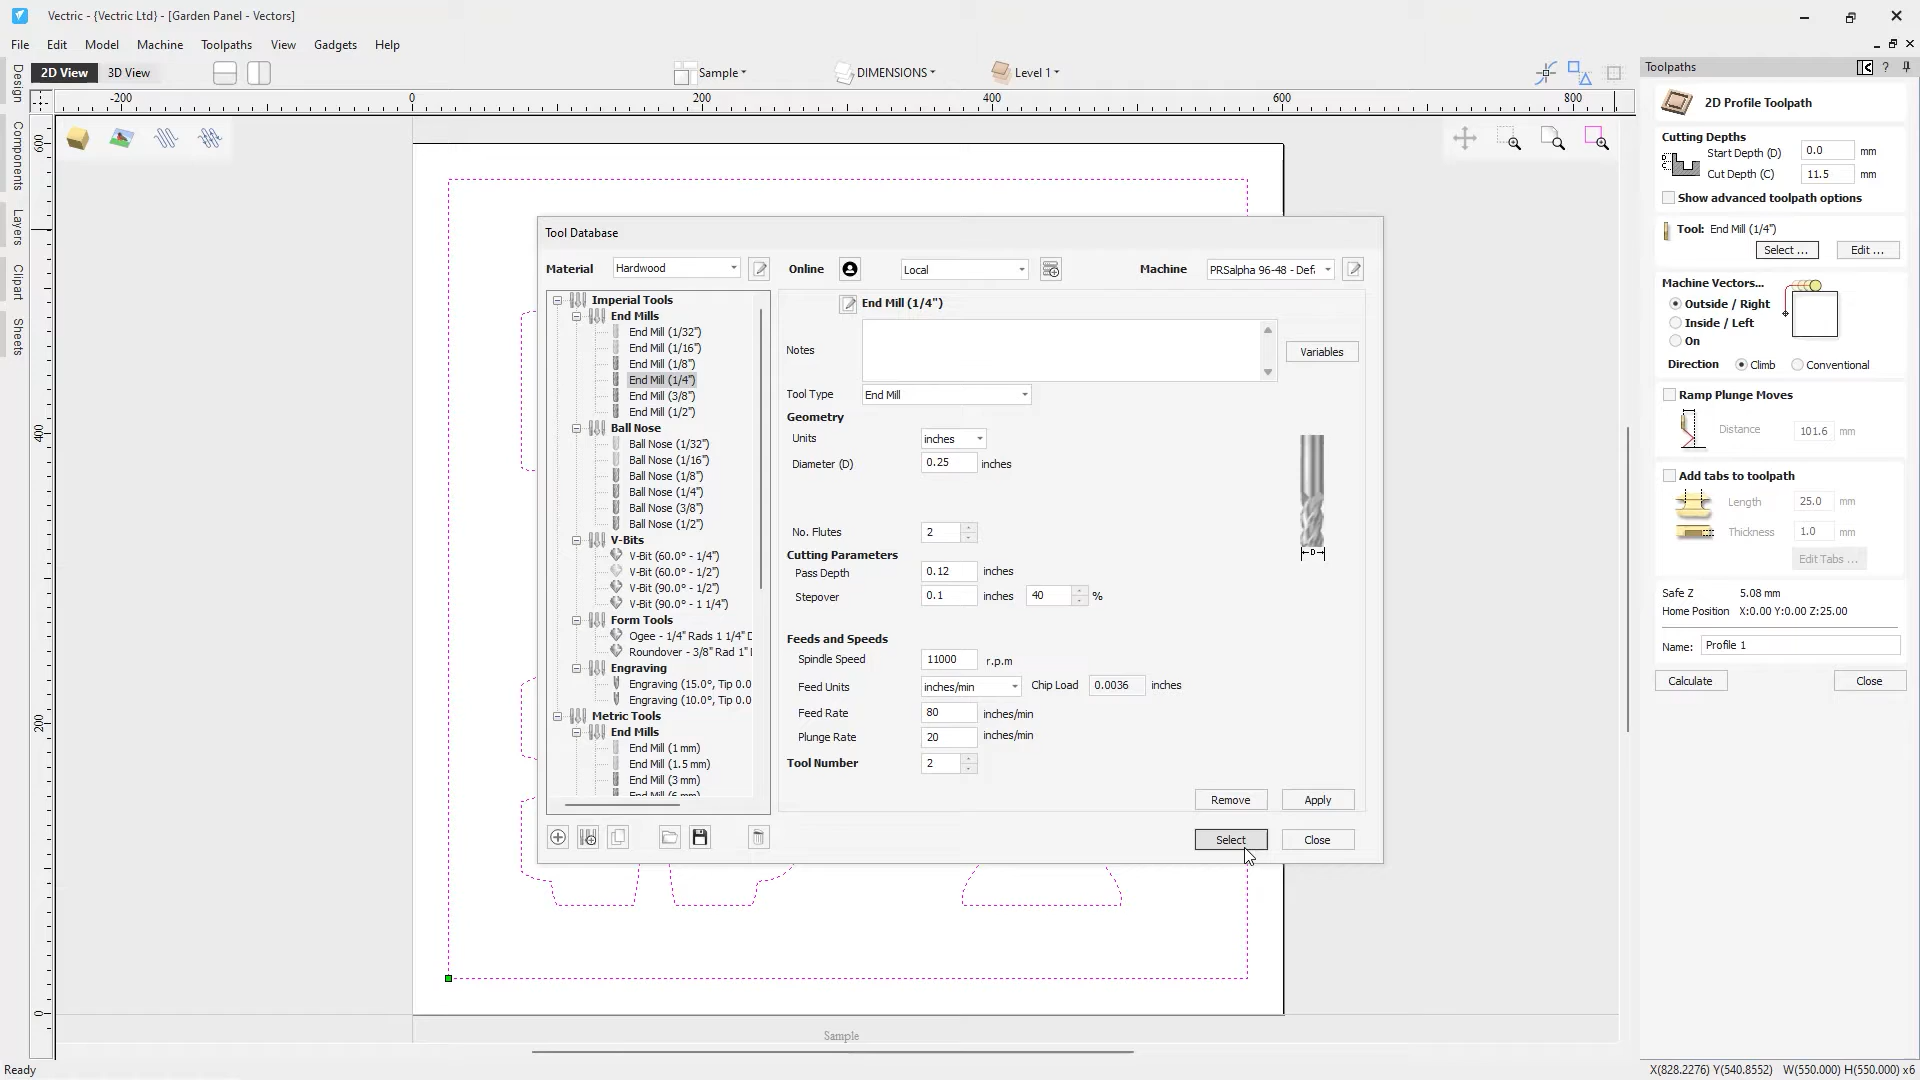 Vectric - {Vectric Ltd} - [Garden Panel - Vectors]
File Edit Model Machine Toolpaths View Gadgets Help
2D View 3D View
Sample
DIMENSIONS
Level 1
-200 0 200 400 600 800
600
400
200
0
Design
Components
Layers
Clipart
Sheets
Tool Database
Material Hardwood
Online Local
Machine PRSalpha 96-48 - Defa
Imperial Tools
End Mills
End Mill (1/32")
End Mill (1/16")
End Mill (1/8")
End Mill (1/4")
End Mill (3/8")
End Mill (1/2")
Ball Nose
Ball Nose (1/32")
Ball Nose (1/16")
Ball Nose (1/8")
Ball Nose (1/4")
Ball Nose (3/8")
Ball Nose (1/2")
V-Bits
V-Bit (60.0° - 1/4")
V-Bit (60.0° - 1/2")
V-Bit (90.0° - 1/2")
V-Bit (90.0° - 1 1/4")
Form Tools
Ogee - 1/4" Rads 1 1/4" D
Roundover - 3/8" Rad 1" D
Engraving
Engraving (15.0°, Tip 0.0
Engraving (10.0°, Tip 0.0
Metric Tools
End Mills
End Mill (1 mm)
End Mill (1.5 mm)
End Mill (3 mm)
End Mill (6 mm)
End Mill (1/4")
Notes
Variables
Tool Type End Mill
Geometry
Units inches
Diameter (D) 0.25 inches
No. Flutes 2
D
Cutting Parameters
Pass Depth 0.12 inches
Stepover 0.1 inches 40 %
Feeds and Speeds
Spindle Speed 11000 r.p.m
Feed Units inches/min Chip Load 0.0036 inches
Feed Rate 80 inches/min
Plunge Rate 20 inches/min
Tool Number 2
Remove Apply
Select Close
Sample
Toolpaths
2D Profile Toolpath
Cutting Depths
Start Depth (D) 0.0 mm
Cut Depth (C) 11.5 mm
D
C
Show advanced toolpath options
Tool: End Mill (1/4")
Select ... Edit ...
Machine Vectors...
Outside / Right
Inside / Left
On
Direction Climb Conventional
Ramp Plunge Moves
Distance 101.6 mm
Add tabs to toolpath
Length 25.0 mm
Thickness 1.0 mm
Edit Tabs ...
Safe Z 5.08 mm
Home Position X:0.00 Y:0.00 Z:25.00
Name: Profile 1
Calculate Close
Ready
X(828.2276) Y(540.8552) W(550.000) H(550.000) x6